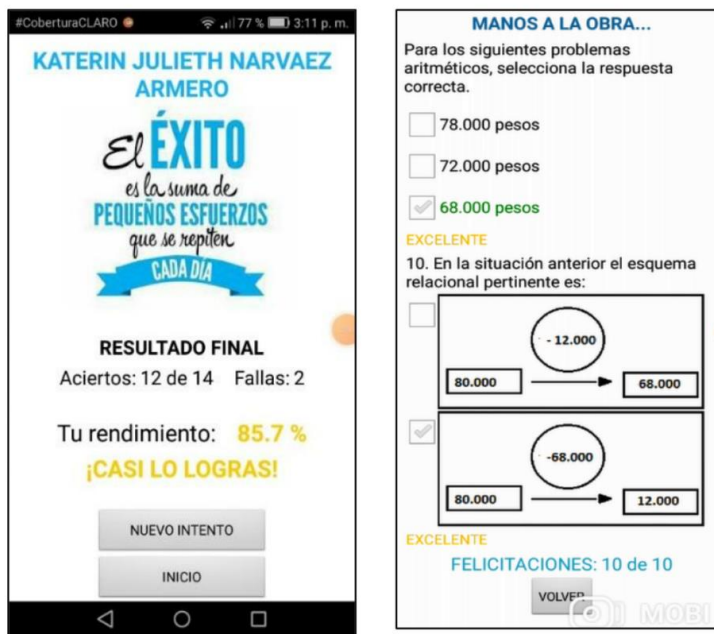 #CoberturaCLARO
77 %
3:11 p. m.
KATERIN JULIETH NARVAEZ
ARMERO
El ÉXITO
es la suma de
PEQUEÑOS ESFUERZOS
que se repiten
CADA DÍA
RESULTADO FINAL
Aciertos: 12 de 14 Fallas: 2
Tu rendimiento: 85.7 %
¡CASI LO LOGRAS!
NUEVO INTENTO
INICIO
MANOS A LA OBRA...
Para los siguientes problemas
aritméticos, selecciona la respuesta
correcta.
78.000 pesos
72.000 pesos
68.000 pesos
EXCELENTE
10. En la situación anterior el esquema
relacional pertinente es:
- 12.000
80.000
68.000
-68.000
80.000
12.000
EXCELENTE
FELICITACIONES: 10 de 10
VOLVER
MOBI